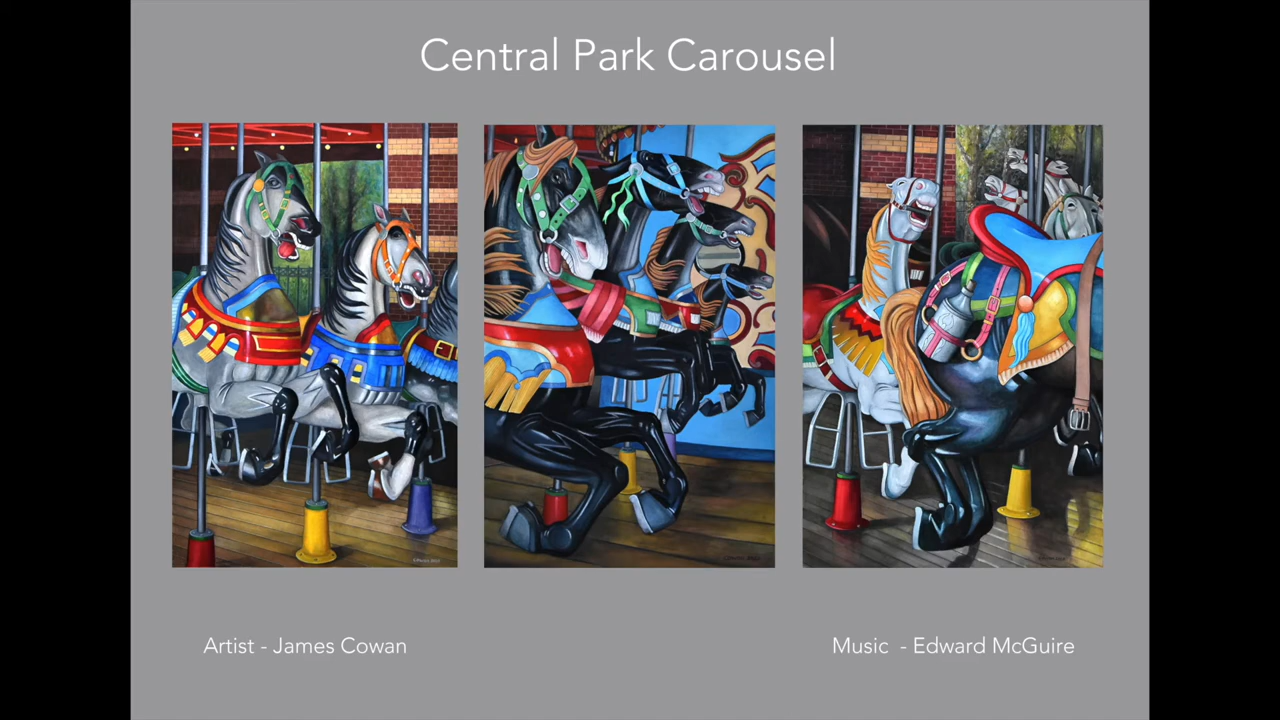 Central Park Carousel
Artist - James Cowan
Music - Edward McGuire